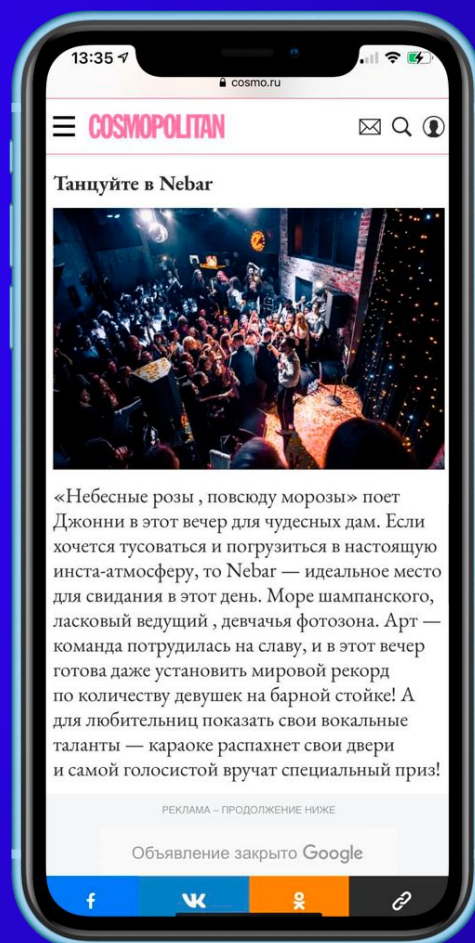 13:35
cosmo.ru
COSMOPOLITAN
Танцуйте в Nebar
«Небесные розы , повсюду морозы» поет
Джонни в этот вечер для чудесных дам. Если
хочется тусоваться и погрузиться в настоящую
инста-атмосферу, то Nebar — идеальное место
для свидания в этот день. Море шампанского,
ласковый ведущий , девчачья фотозона. Арт —
команда потрудилась на славу, и в этот вечер
готова даже установить мировой рекорд
по количеству девушек на барной стойке! А
для любительниц показать свои вокальные
таланты — караоке распахнет свои двери
и самой голосистой вручат специальный приз!
РЕКЛАМА – ПРОДОЛЖЕНИЕ НИЖЕ
Объявление закрыто Google